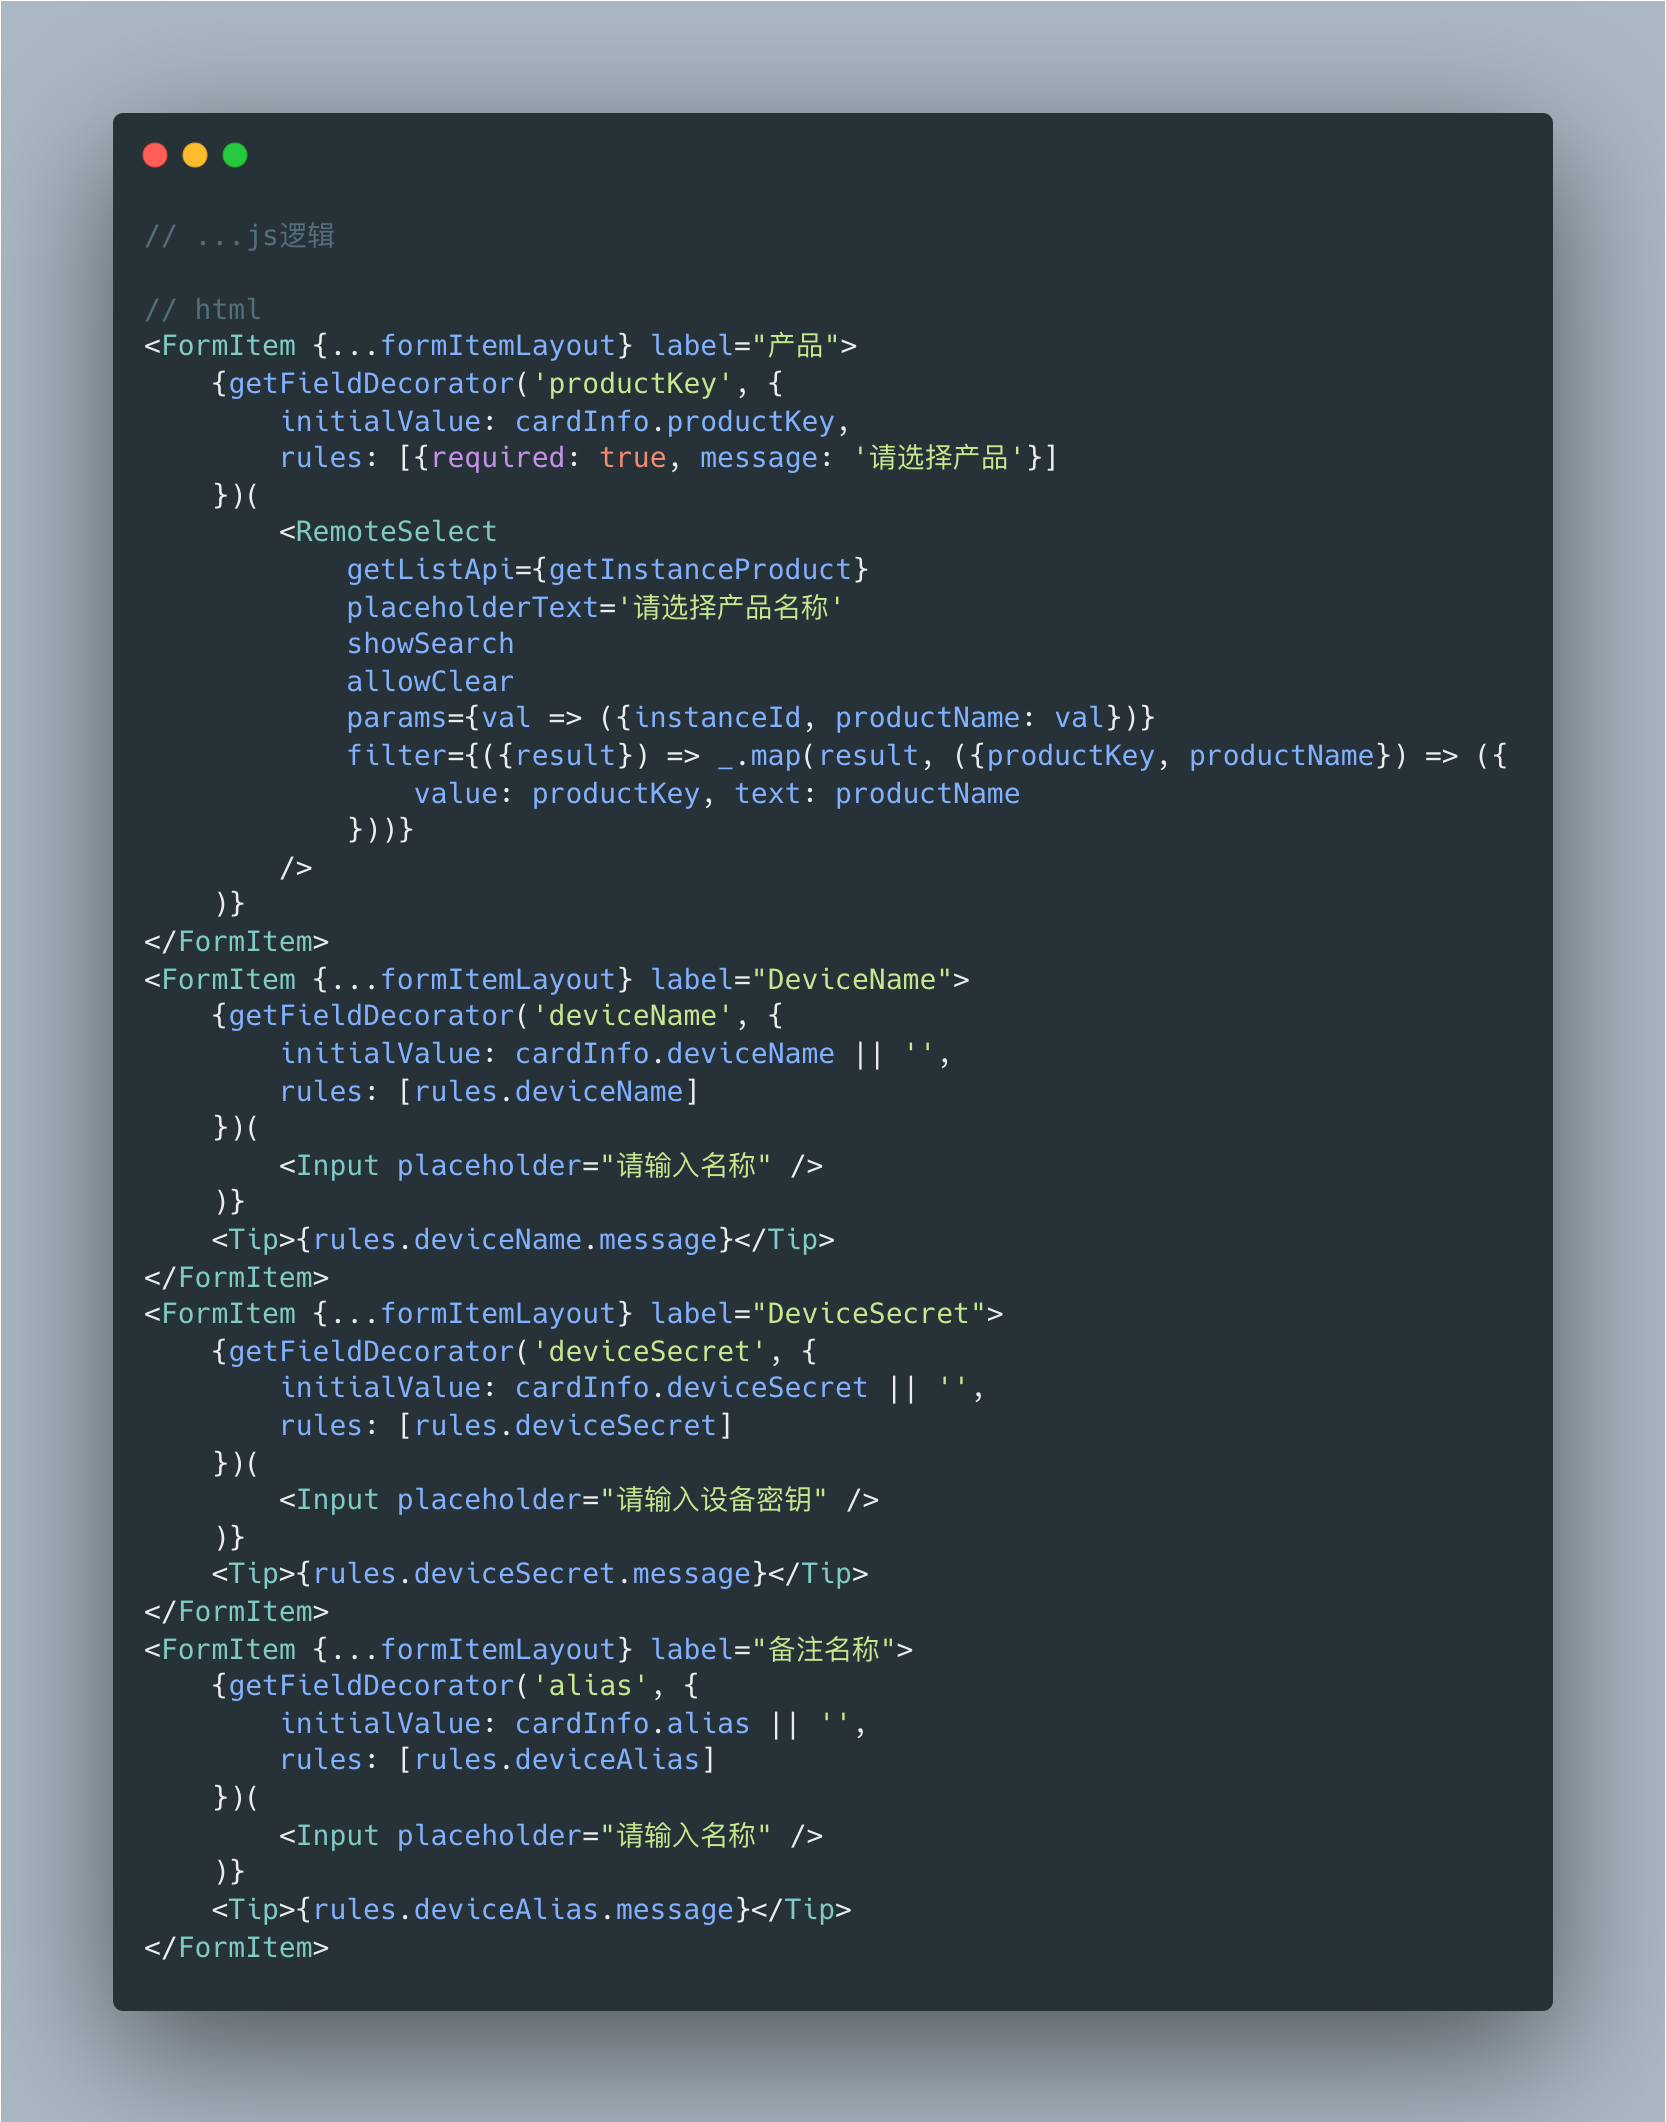 // ...js逻辑

// html
<FormItem {...formItemLayout} label="产品">
    {getFieldDecorator('productKey', {
        initialValue: cardInfo.productKey,
        rules: [{required: true, message: '请选择产品'}]
    })(
        <RemoteSelect
            getListApi={getInstanceProduct}
            placeholderText='请选择产品名称'
            showSearch
            allowClear
            params={val => ({instanceId, productName: val})}
            filter={({result}) => _.map(result, ({productKey, productName}) => ({
                value: productKey, text: productName
            }))}
        />
    )}
</FormItem>
<FormItem {...formItemLayout} label="DeviceName">
    {getFieldDecorator('deviceName', {
        initialValue: cardInfo.deviceName || '',
        rules: [rules.deviceName]
    })(
        <Input placeholder="请输入名称" />
    )}
    <Tip>{rules.deviceName.message}</Tip>
</FormItem>
<FormItem {...formItemLayout} label="DeviceSecret">
    {getFieldDecorator('deviceSecret', {
        initialValue: cardInfo.deviceSecret || '',
        rules: [rules.deviceSecret]
    })(
        <Input placeholder="请输入设备密钥" />
    )}
    <Tip>{rules.deviceSecret.message}</Tip>
</FormItem>
<FormItem {...formItemLayout} label="备注名称">
    {getFieldDecorator('alias', {
        initialValue: cardInfo.alias || '',
        rules: [rules.deviceAlias]
    })(
        <Input placeholder="请输入名称" />
    )}
    <Tip>{rules.deviceAlias.message}</Tip>
</FormItem>